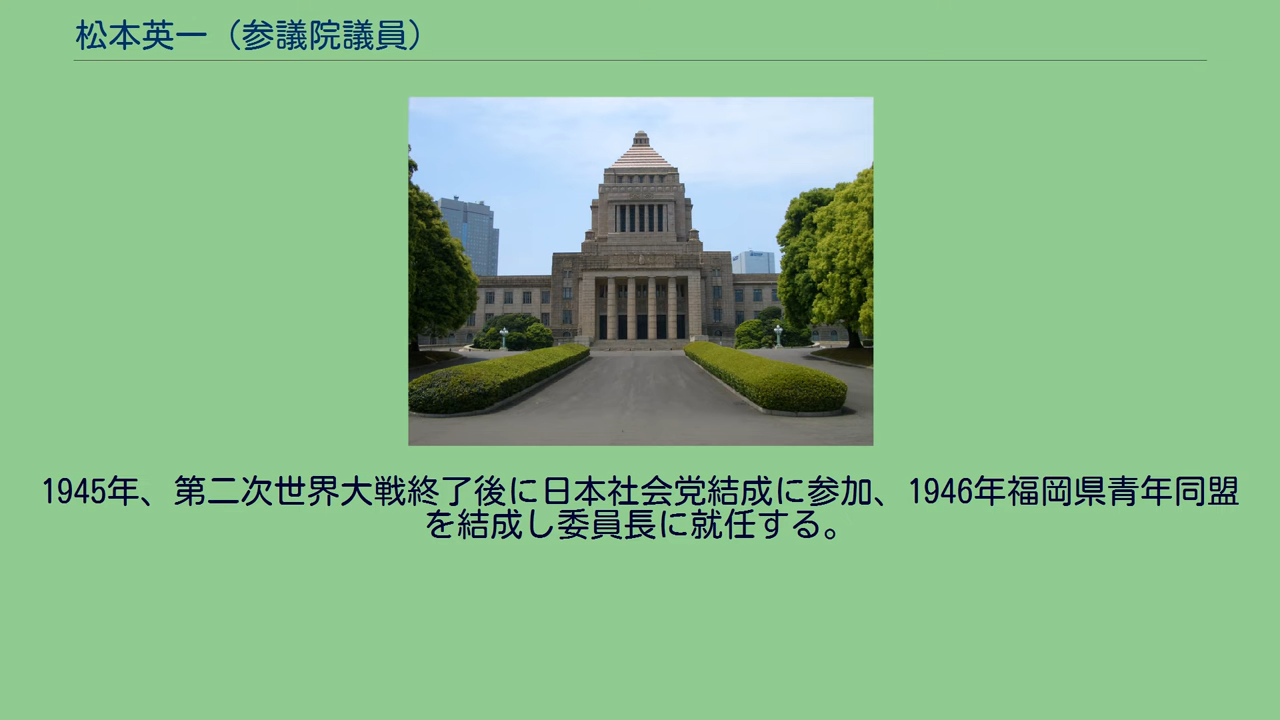 松本英一（参議院議員）
1945年、第二次世界大戦終了後に日本社会党結成に参加、1946年福岡県青年同盟
を結成し委員長に就任する。